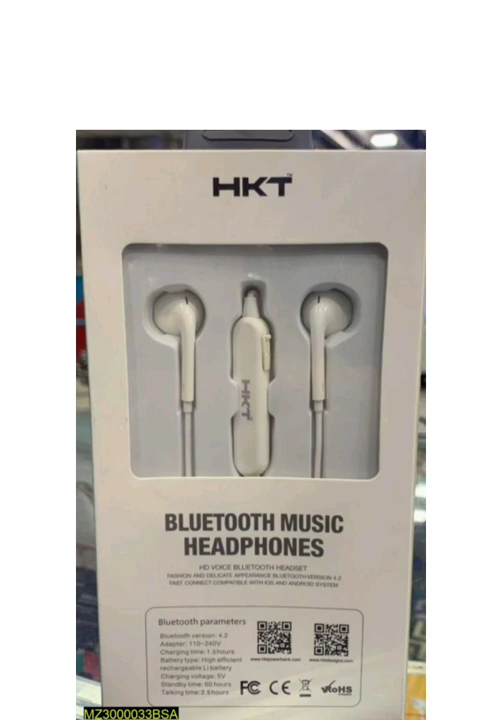 HKT
HKT
BLUETOOTH MUSIC
HEADPHONES
HD VOICE BLUETOOTH HEADSET
FASHION AND DELICATE APPEARANCE BLUETOOTH VERSION 4.2
FAST CONNECT COMPATIBLE WITH IOS AND ANDROID SYSTEM
Bluetooth parameters
Bluetooth version: 4.2
Adapter: 110~240V
Charging time: 1.5hours
Battery type: High efficient
rechargeable Li battery
Charging voltage: 5V
Standby time: 60 hours
Talking time: 2.5hours
FC CE RoHS
MZ3000033BSA